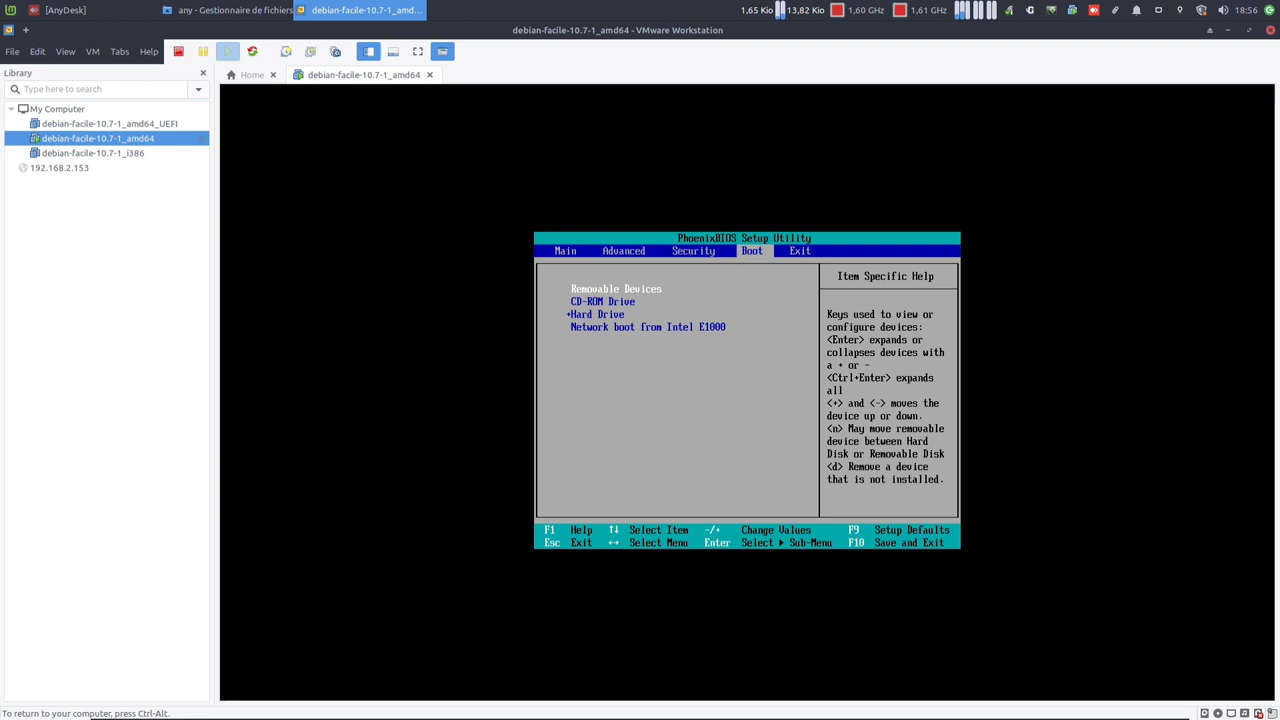 [AnyDesk]
any - Gestionnaire de fichiers
debian-facile-10.7-1_amd...
1,65 Kio
13,82 Kio
1,60 GHz
1,61 GHz
18:56
debian-facile-10.7-1_amd64 - VMware Workstation
File Edit View VM Tabs Help
Library
Home
debian-facile-10.7-1_amd64
Type here to search
My Computer
debian-facile-10.7-1_amd64_UEFI
debian-facile-10.7-1_amd64
debian-facile-10.7-1_i386
192.168.2.153
PhoenixBIOS Setup Utility
Main Advanced Security Boot Exit
Removable Devices
CD-ROM Drive
+Hard Drive
Network boot from Intel E1000
Item Specific Help
Keys used to view or
configure devices:
<Enter> expands or
collapses devices with
a + or -
<Ctrl+Enter> expands
all
<+> and <-> moves the
device up or down.
<n> May move removable
device between Hard
Disk or Removable Disk
<d> Remove a device
that is not installed.
F1 Help ↑↓ Select Item -/+ Change Values F9 Setup Defaults
Esc Exit ↔ Select Menu Enter Select ▶ Sub-Menu F10 Save and Exit
To return to your computer, press Ctrl-Alt.